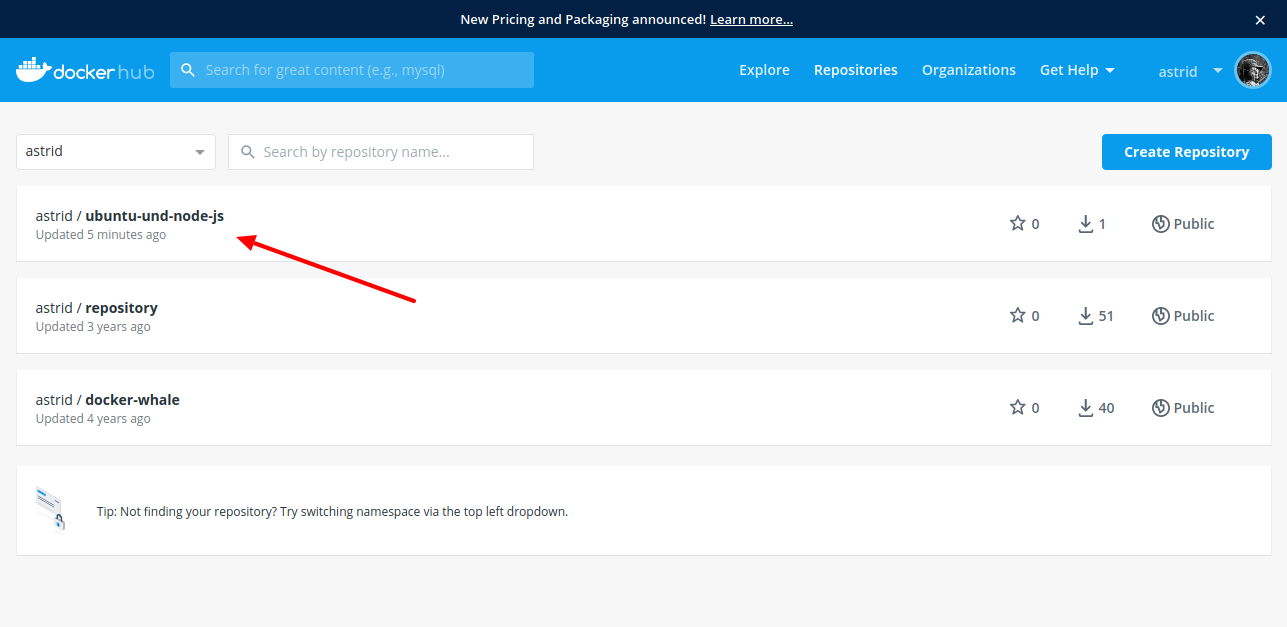 New Pricing and Packaging announced! Learn more...
docker hub
Search for great content (e.g., mysql)
Explore
Repositories
Organizations
Get Help
astrid
astrid
Search by repository name...
Create Repository
astrid / ubuntu-und-node-js
Updated 5 minutes ago
0
1
Public
astrid / repository
Updated 3 years ago
0
51
Public
astrid / docker-whale
Updated 4 years ago
0
40
Public
Tip: Not finding your repository? Try switching namespace via the top left dropdown.